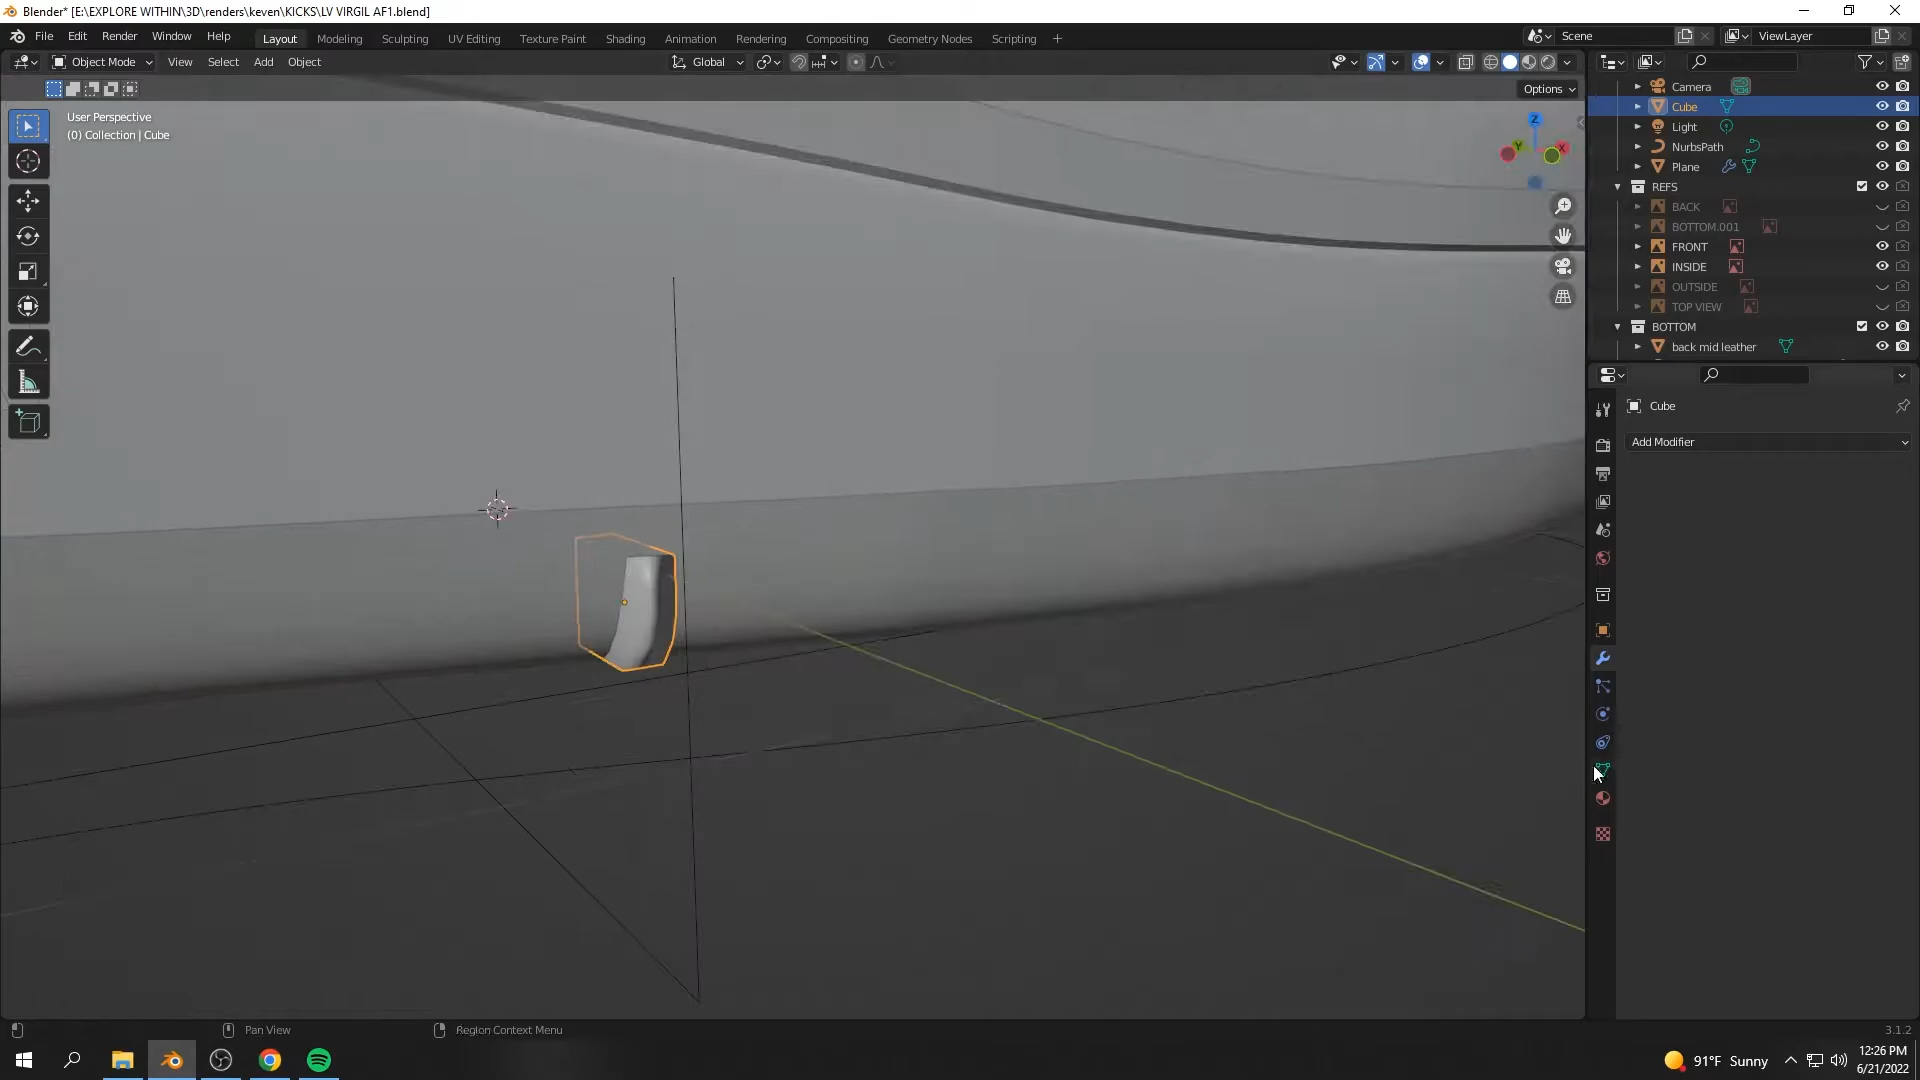 Blender* [E:\EXPLORE WITHIN\3D\renders\keven\KICKS\LV VIRGIL AF1.blend]
File Edit Render Window Help Layout Modeling Sculpting UV Editing Texture Paint Shading Animation Rendering Compositing Geometry Nodes Scripting + Scene ViewLayer
Object Mode View Select Add Object Global
Options
User Perspective
(0) Collection | Cube
Z
Y X
Camera
Cube
Light
NurbsPath
Plane
REFS
BACK
BOTTOM.001
FRONT
INSIDE
OUTSIDE
TOP VIEW
BOTTOM
back mid leather
Cube
Add Modifier
Pan View Region Context Menu 3.1.2
91°F Sunny
12:26 PM
6/21/2022